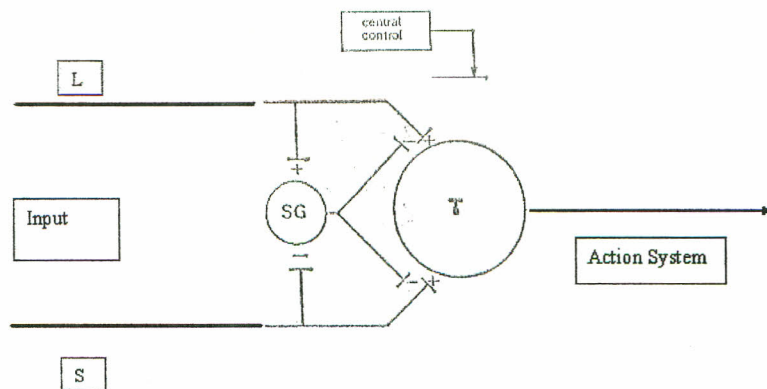 central
control
L
+
- +
Input
SG
-
T
-
- +
Action System
S